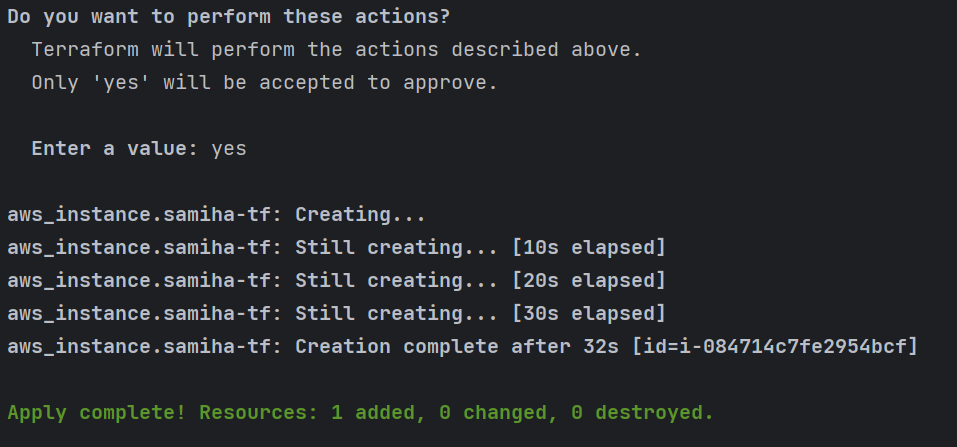 Do you want to perform these actions?
Terraform will perform the actions described above.
Only 'yes' will be accepted to approve.
Enter a value: yes
aws_instance.samiha-tf: Creating...
aws_instance.samiha-tf: Still creating... [10s elapsed]
aws_instance.samiha-tf: Still creating... [20s elapsed]
aws_instance.samiha-tf: Still creating... [30s elapsed]
aws_instance.samiha-tf: Creation complete after 32s [id=i-084714c7fe2954bcf]
Apply complete! Resources: 1 added, 0 changed, 0 destroyed.